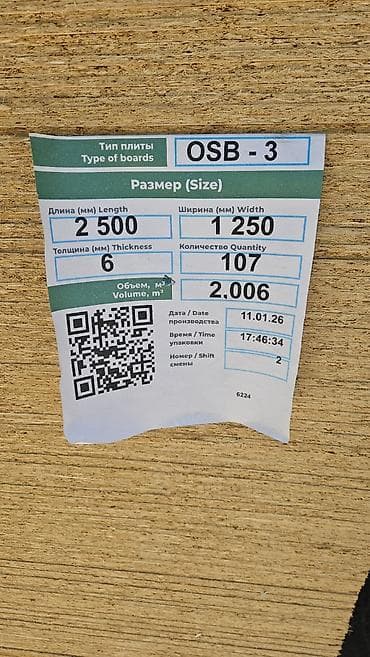 Тип плиты
Type of boards
OSB - 3
Размер (Size)
Длина (мм) Length
Ширина (мм) Width
2 500
1 250
Толщина (мм) Thickness
Количество Quantity
6
107
Объем, м³
Volume, m³
2.006
Дата / Date
производства
11.01.26
Время / Time
упаковки
17:46:34
Номер / Shift
смены
2
6224